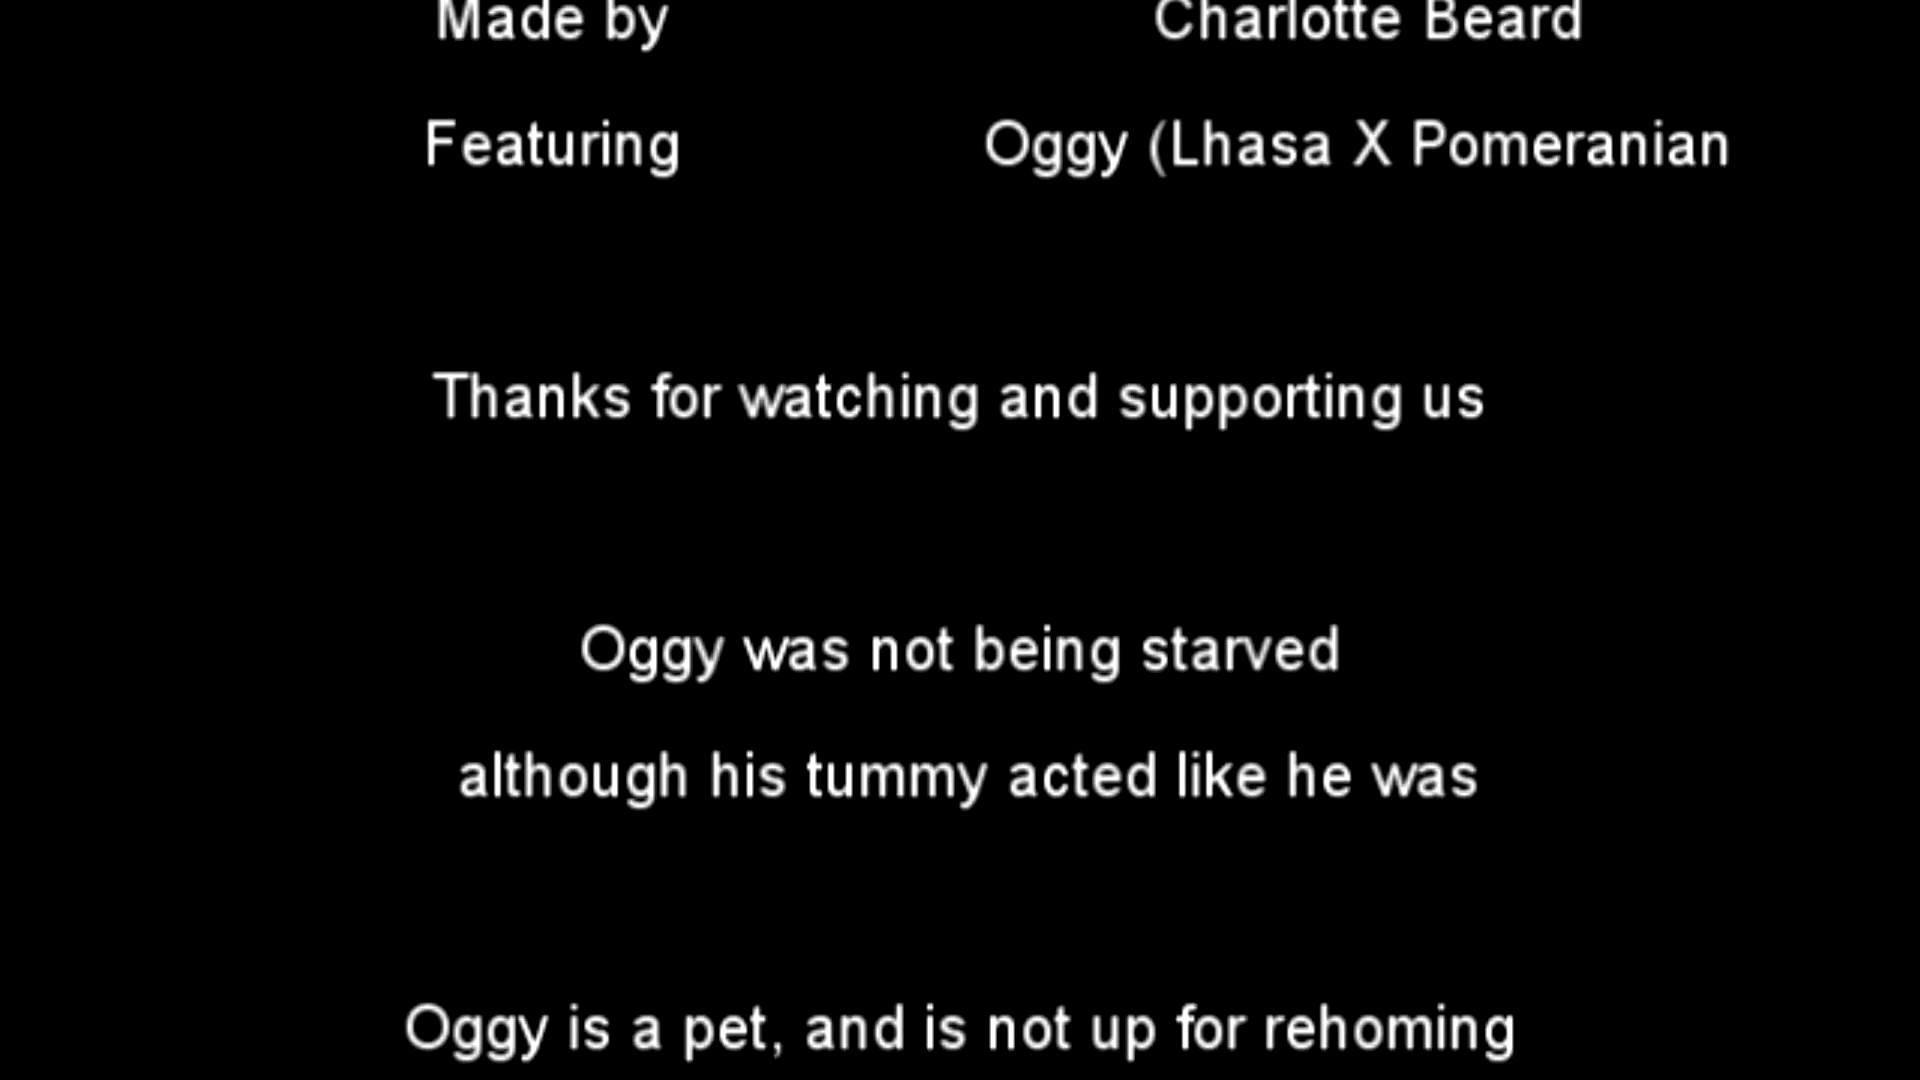 Made by Charlotte Beard
Featuring Oggy (Lhasa X Pomeranian
Thanks for watching and supporting us
Oggy was not being starved
although his tummy acted like he was
Oggy is a pet, and is not up for rehoming